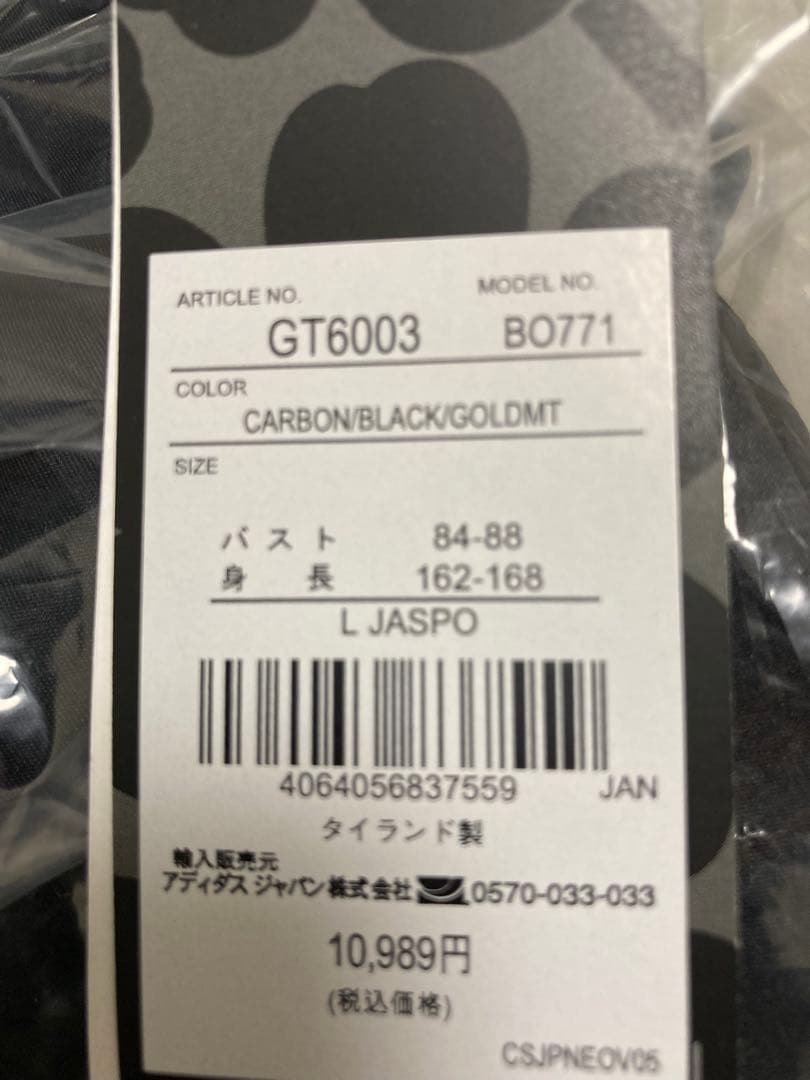 ARTICLE NO. MODEL NO.
GT6003 BO771
COLOR
CARBON/BLACK/GOLDMT
SIZE
バスト 84-88
身長 162-168
L JASPO
4064056837559 JAN
タイランド製
輸入販売元
アディダス ジャパン株式会社 0570-033-033
10,989円
(税込価格)
CSJPNEOV05